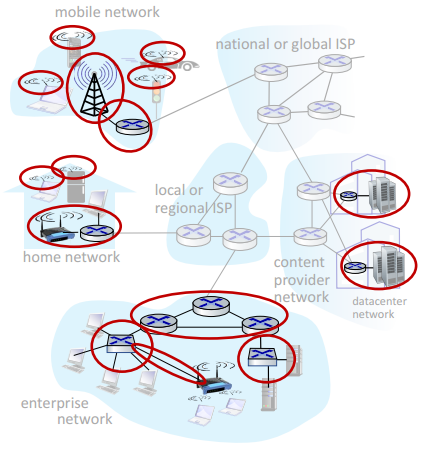 mobile network
national or global ISP
local or
regional ISP
home network
content
provider
network
datacenter
network
enterprise
network